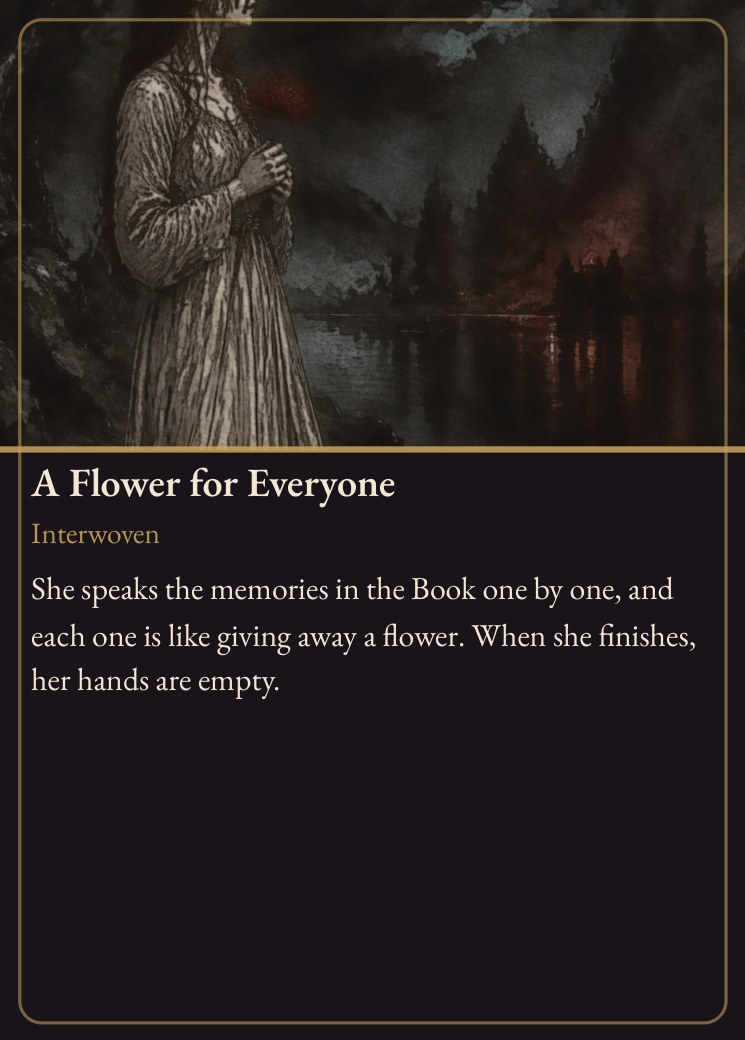 A Flower for Everyone
Interwoven
She speaks the memories in the Book one by one, and
each one is like giving away a flower. When she finishes,
her hands are empty.